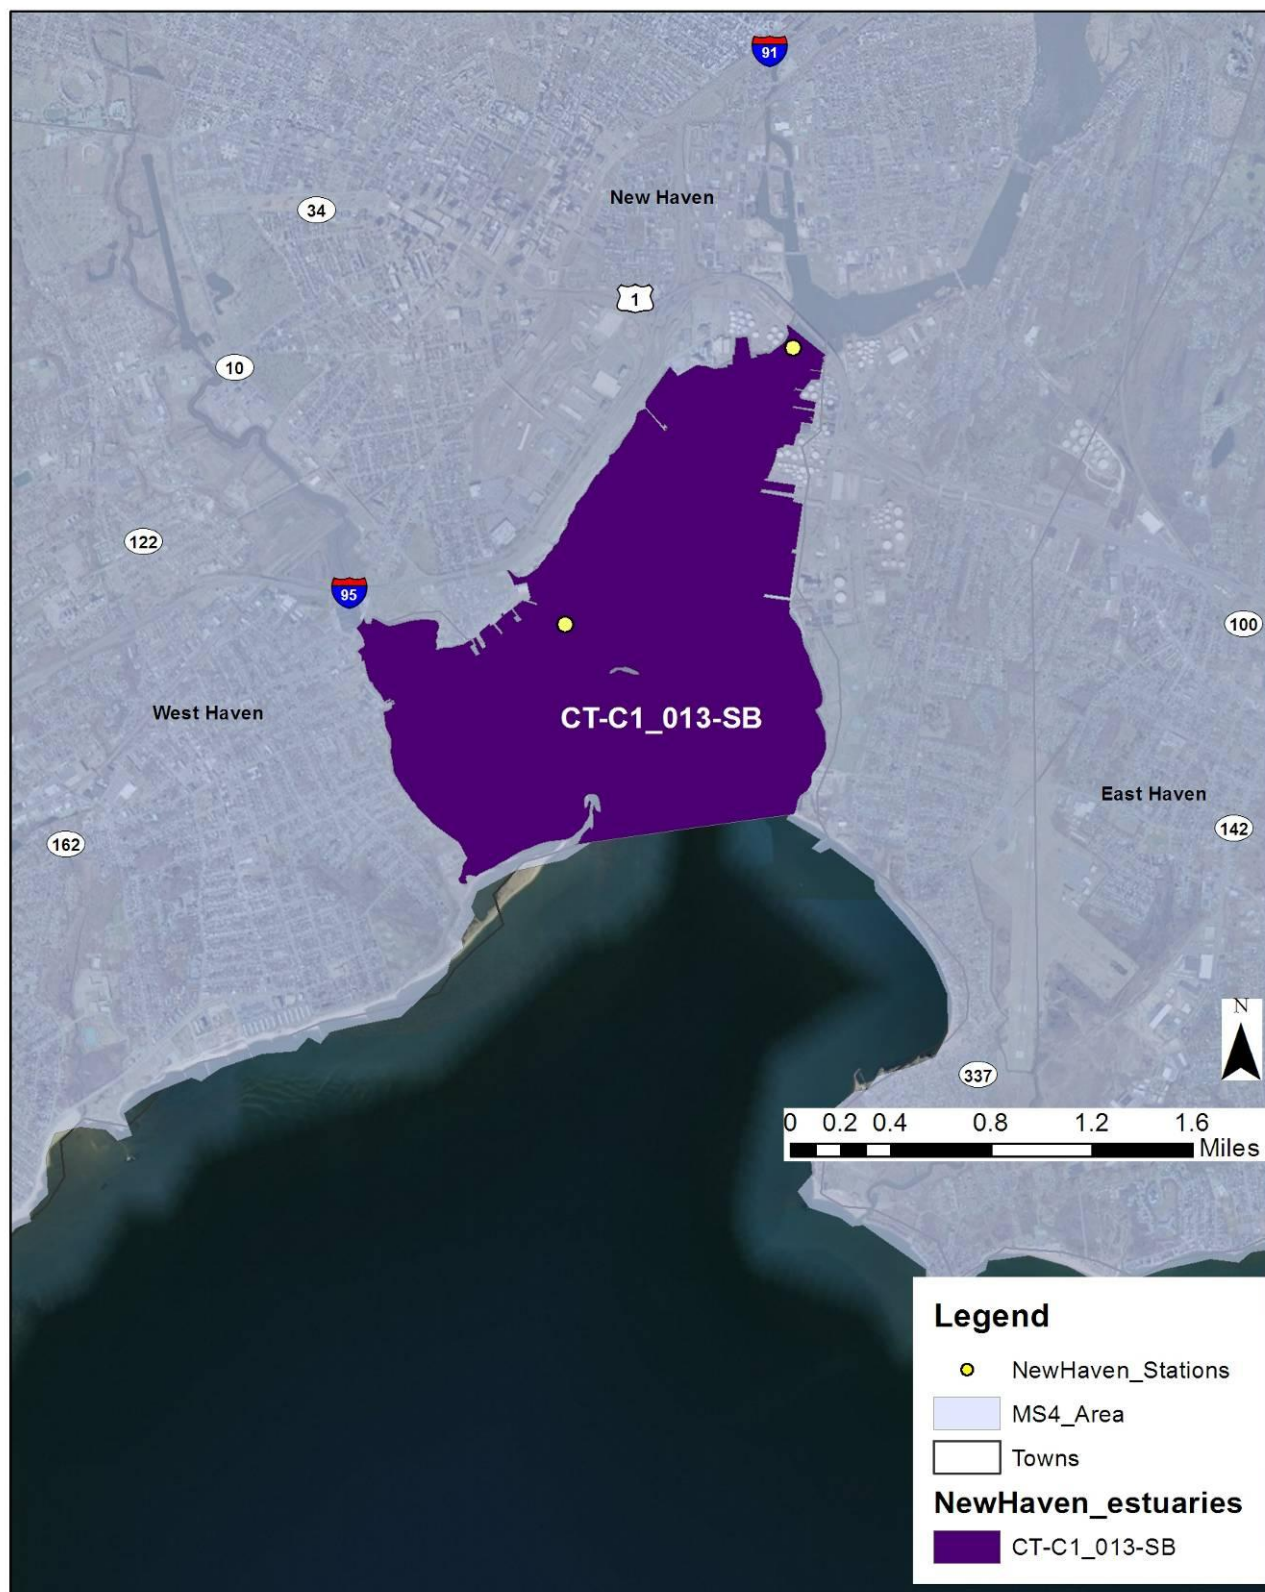 91
New Haven
34
1
10
122
95
100
West Haven
CT-C1_013-SB
East Haven
142
162
N
337
0 0.2 0.4 0.8 1.2 1.6
Miles
Legend
NewHaven_Stations
MS4_Area
Towns
NewHaven_estuaries
CT-C1_013-SB